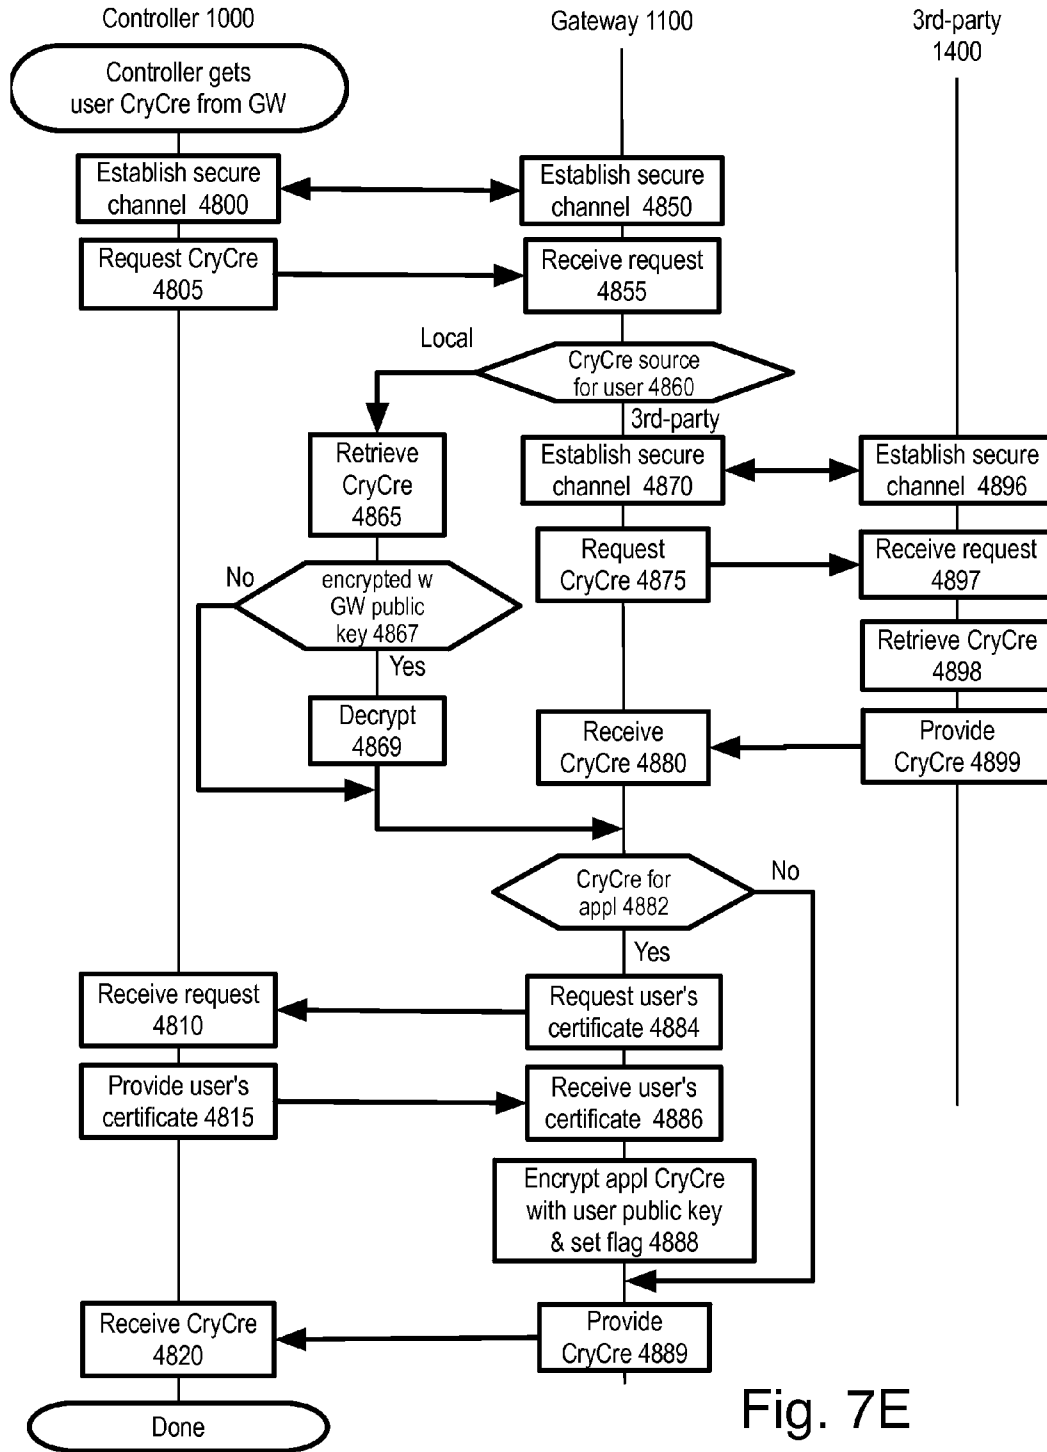 Controller 1000
Gateway 1100
3rd-party
1400
Controller gets
user CryCre from GW
Establish secure
channel 4800
Establish secure
channel 4850
Request CryCre
4805
Receive request
4855
Local
CryCre source
for user 4860
3rd-party
Retrieve
CryCre
4865
Establish secure
channel 4870
Establish secure
channel 4896
Request
CryCre 4875
Receive request
4897
No
encrypted w
GW public
key 4867
Yes
Retrieve CryCre
4898
Decrypt
4869
Receive
CryCre 4880
Provide
CryCre 4899
CryCre for
appl 4882
No
Yes
Receive request
4810
Request user's
certificate 4884
Provide user's
certificate 4815
Receive user's
certificate 4886
Encrypt appl CryCre
with user public key
& set flag 4888
Receive CryCre
4820
Provide
CryCre 4889
Done
Fig. 7E